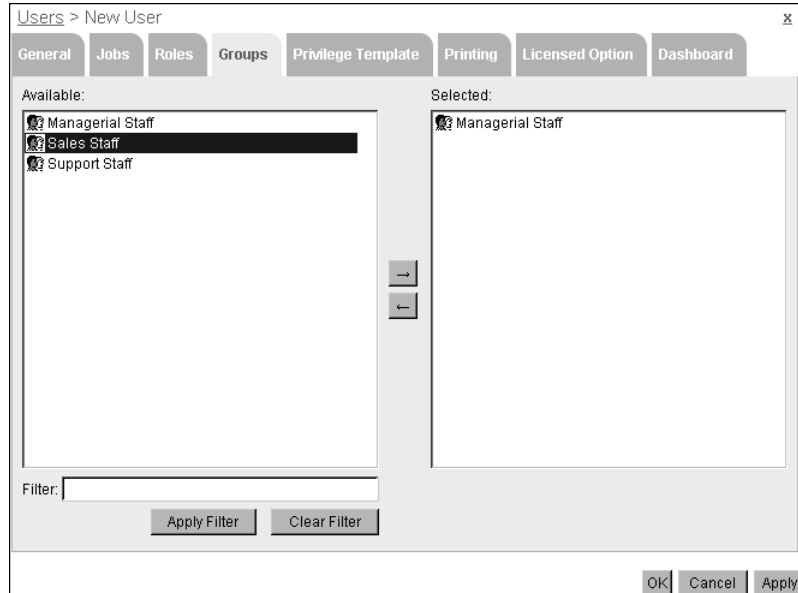 Users > New User
x
General Jobs Roles Groups Privilege Template Printing Licensed Option Dashboard
Available:
Selected:
Managerial Staff
Sales Staff
Support Staff
Managerial Staff
→
←
Filter:
Apply Filter Clear Filter
OK Cancel Apply